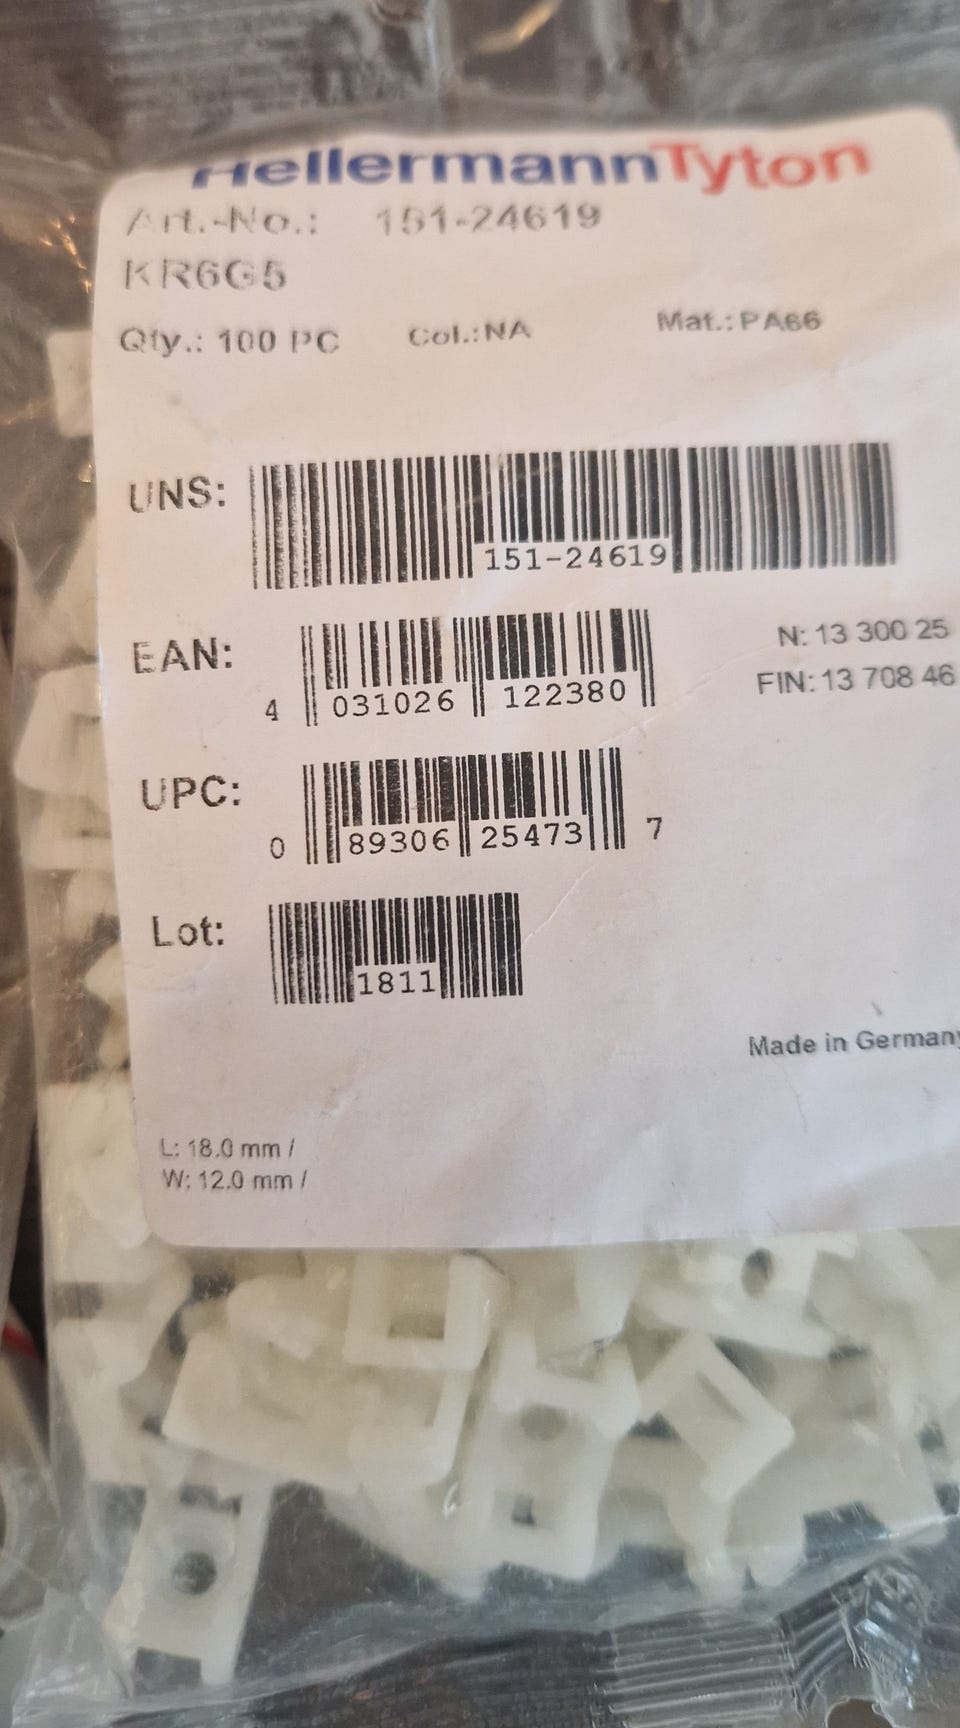 HellermannTyton
Art.-No.: 151-24619
KR6G5
Qty.: 100 PC Col.:NA Mat.:PA66
UNS:
151-24619
EAN:
4 031026 122380
N: 13 300 25
FIN: 13 708 46
UPC:
0 89306 25473 7
Lot:
1811
Made in Germany
L: 18.0 mm /
W: 12.0 mm /